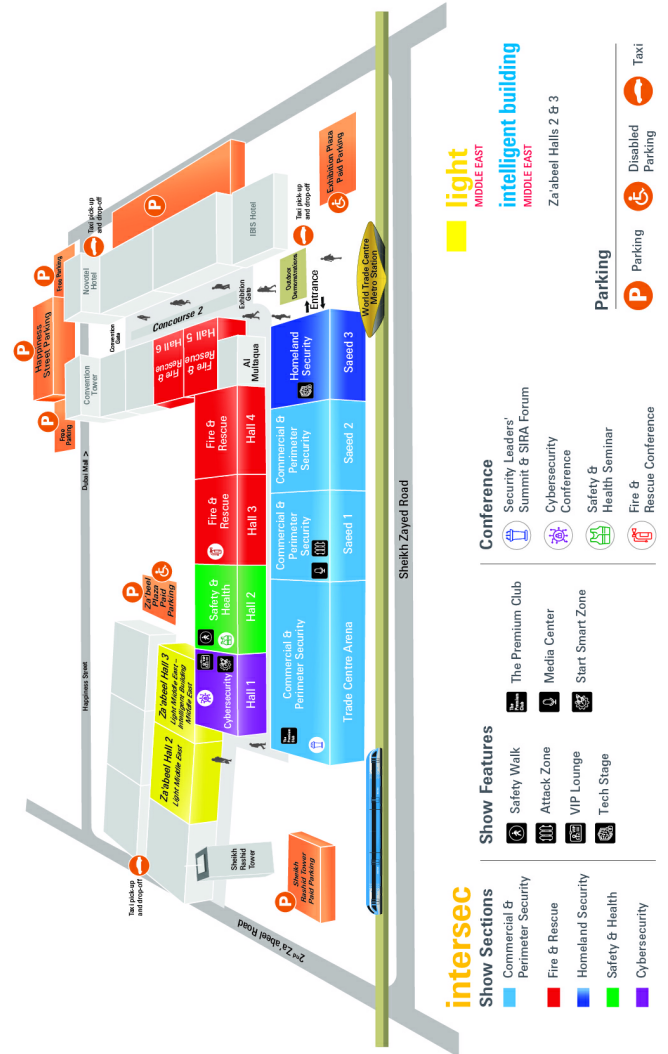 Happiness
Street Parking
P
P
Free
Parking
P
Free Parking
Convention
Tower
Novotel
Hotel
Taxi pick-up
and drop-off
P
Convention
Gate
Concourse 2
Exhibition
Gate
IBIS Hotel
Taxi pick-up
and drop-off
Exhibition Plaza
Paid Parking
Outdoor
Demonstrations
Entrance
World Trade Centre
Metro Station
Dubai Mall >
Happiness Street
P
Za'abeel
Plaza
Paid
Parking
Fire &
Rescue
Hall 6
Fire &
Rescue
Hall 5
Al
Multaqua
Fire &
Rescue
Hall 4
Fire &
Rescue
Hall 3
Safety &
Health
Hall 2
Cybersecurity
Hall 1
Za'abeel Hall 3
Light Middle East –
Intelligent Building
Middle East
Za'abeel Hall 2
Light Middle East
Homeland
Security
Saeed 3
Commercial &
Perimeter Security
Saeed 2
Commercial &
Perimeter
Security
Saeed 1
Commercial &
Perimeter Security
The
Premium
Club
Trade Centre Arena
Taxi pick-up
and drop-off
Sheikh
Rashid
Tower
P
Sheikh
Rashid Tower
Paid Parking
2nd Za'abeel Road
Sheikh Zayed Road
intersec
Show Sections
Commercial &
Perimeter Security
Fire & Rescue
Homeland Security
Safety & Health
Cybersecurity
Show Features
Safety Walk
Attack Zone
VIP Lounge
Tech Stage
The
Premium
Club
The Premium Club
Media Center
Start Smart Zone
Conference
Security Leaders'
Summit & SIRA Forum
Cybersecurity
Conference
Safety &
Health Seminar
Fire &
Rescue Conference
light
MIDDLE EAST
intelligent building
MIDDLE EAST
Za'abeel Halls 2 & 3
Parking
P Parking
Disabled
Parking
Taxi